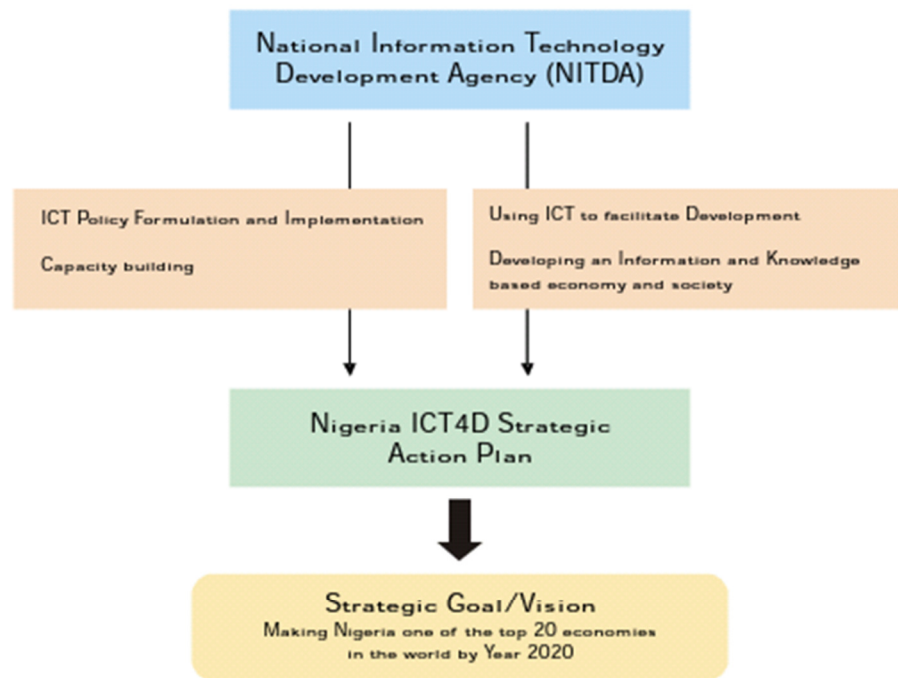 National Information Technology
Development Agency (NITDA)
ICT Policy Formulation and Implementation
Capacity building
Using ICT to facilitate Development
Developing an Information and Knowledge
based economy and society
Nigeria ICT4D Strategic
Action Plan
Strategic Goal/Vision
Making Nigeria one of the top 20 economies
in the world by Year 2020